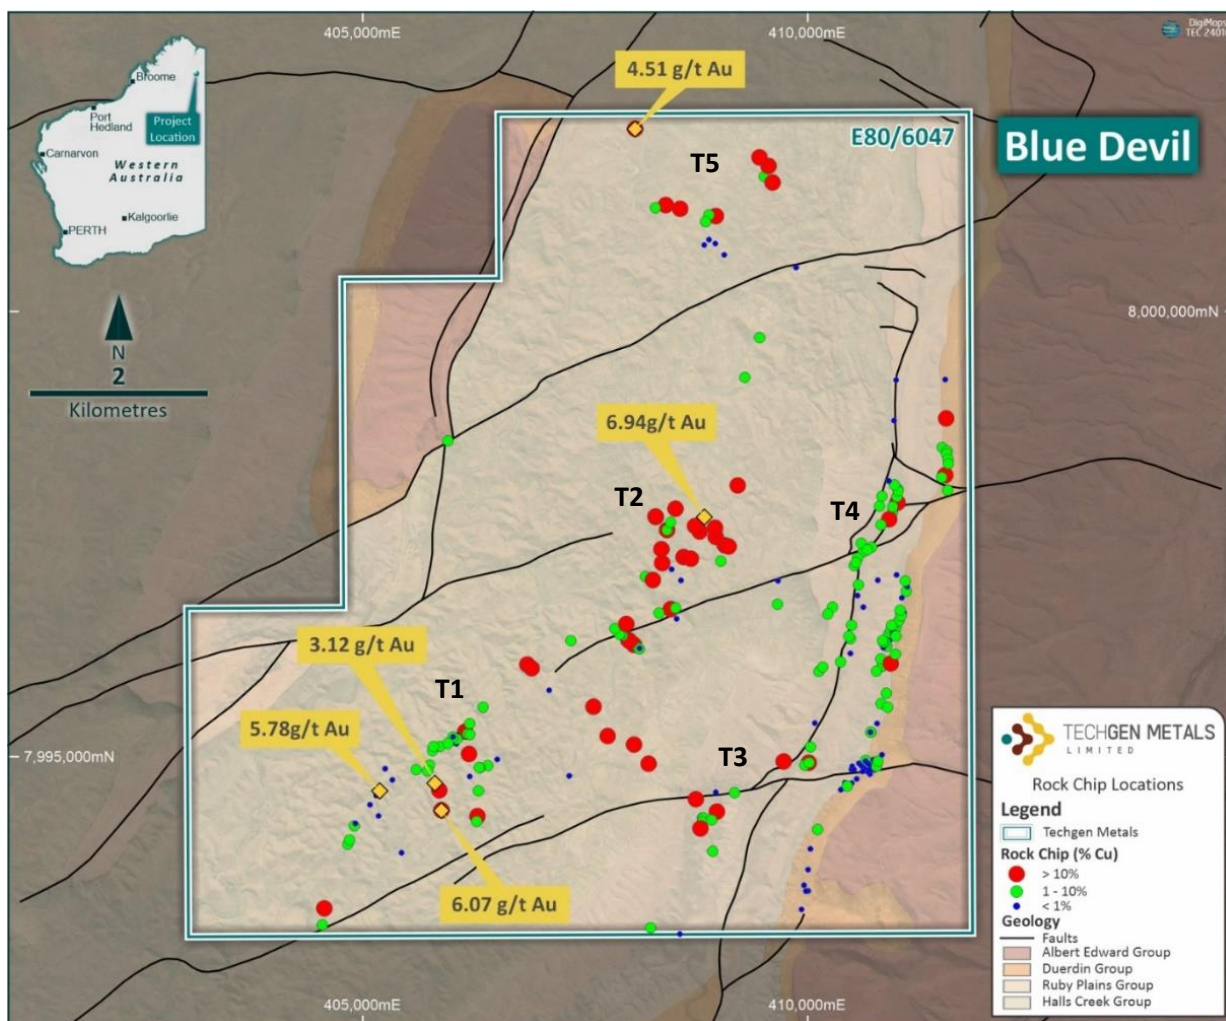 405,000mE
410,000mE
DigiMaps
Broome
Port
Hedland
Project
Location
Carnarvon
Western
Australia
Kalgoorlie
PERTH
4.51 g/t Au
E80/6047
Blue Devil
T5
N
2
Kilometres
8,000,000mN
6.94g/t Au
T2
T4
3.12 g/t Au
T1
5.78g/t Au
7,995,000mN
T3
6.07 g/t Au
TECHGEN METALS
LIMITED
Rock Chip Locations
Legend
Techgen Metals
Rock Chip (% Cu)
> 10%
1 - 10%
< 1%
Geology
Faults
Albert Edward Group
Duerdin Group
Ruby Plains Group
Halls Creek Group
405,000mE
410,000mE